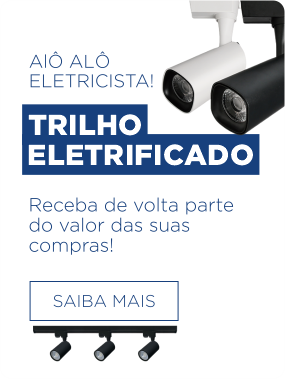 AIÔ ALÔ
ELETRICISTA!
TRILHO
ELETRIFICADO
Receba de volta parte
do valor das suas
compras!
SAIBA MAIS